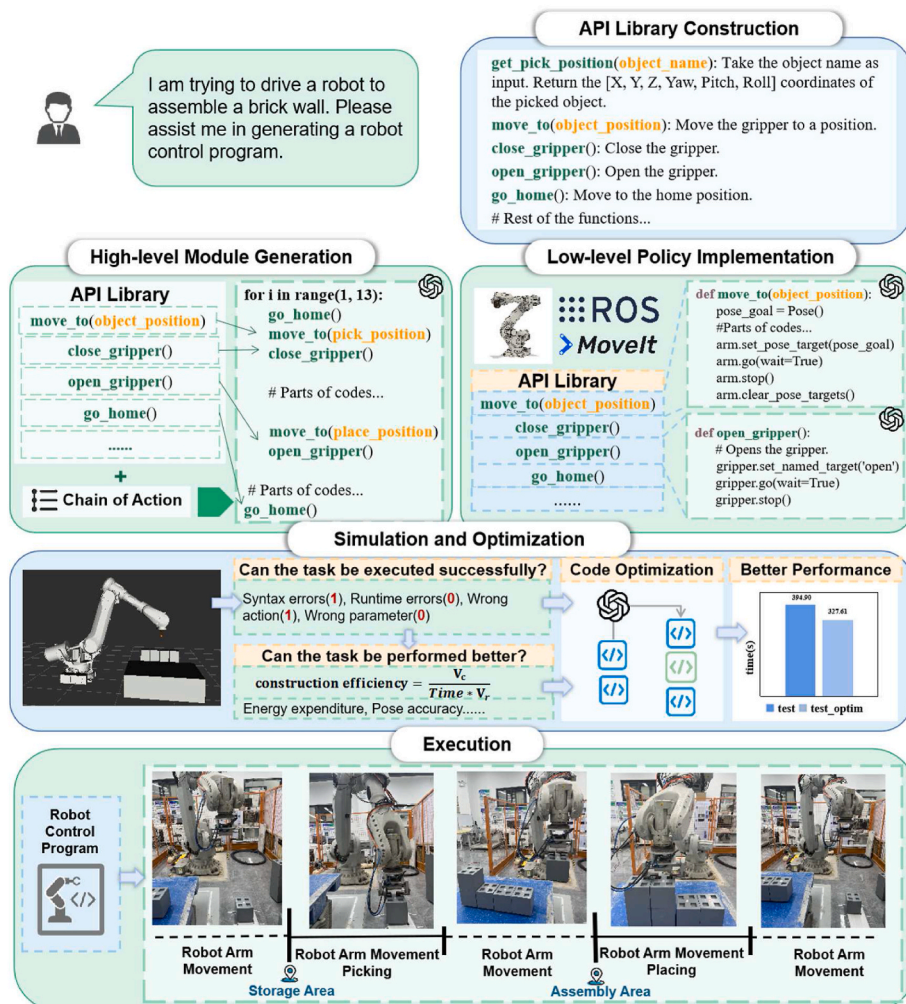 API Library Construction
I am trying to drive a robot to
assemble a brick wall. Please
assist me in generating a robot
control program.
get_pick_position(object_name): Take the object name as
input. Return the [X, Y, Z, Yaw, Pitch, Roll] coordinates of
the picked object.
move_to(object_position): Move the gripper to a position.
close_gripper(): Close the gripper.
open_gripper(): Open the gripper.
go_home(): Move to the home position.
# Rest of the functions...
High-level Module Generation
API Library
move_to(object_position)
close_gripper()
open_gripper()
go_home()
......
+
Chain of Action
for i in range(1, 13):
go_home()
move_to(pick_position)
close_gripper()
# Parts of codes...
move_to(place_position)
open_gripper()
# Parts of codes...
go_home()
Low-level Policy Implementation
ROS
MoveIt
API Library
move_to(object_position)
close_gripper()
open_gripper()
go_home()
......
def move_to(object_position):
pose_goal = Pose()
#Parts of codes...
arm.set_pose_target(pose_goal)
arm.go(wait=True)
arm.stop()
arm.clear_pose_targets()
def open_gripper():
# Opens the gripper.
gripper.set_named_target('open')
gripper.go(wait=True)
gripper.stop()
Simulation and Optimization
Can the task be executed successfully?
Syntax errors(1), Runtime errors(0), Wrong
action(1), Wrong parameter(0)
Can the task be performed better?
construction efficiency = Vc / Time * Vr
Energy expenditure, Pose accuracy......
Code Optimization
Better Performance
394.90
327.61
time(s)
test test_optim
Execution
Robot
Control
Program
Robot Arm
Movement
Storage Area
Robot Arm Movement
Picking
Robot Arm
Movement
Assembly Area
Robot Arm Movement
Placing
Robot Arm
Movement